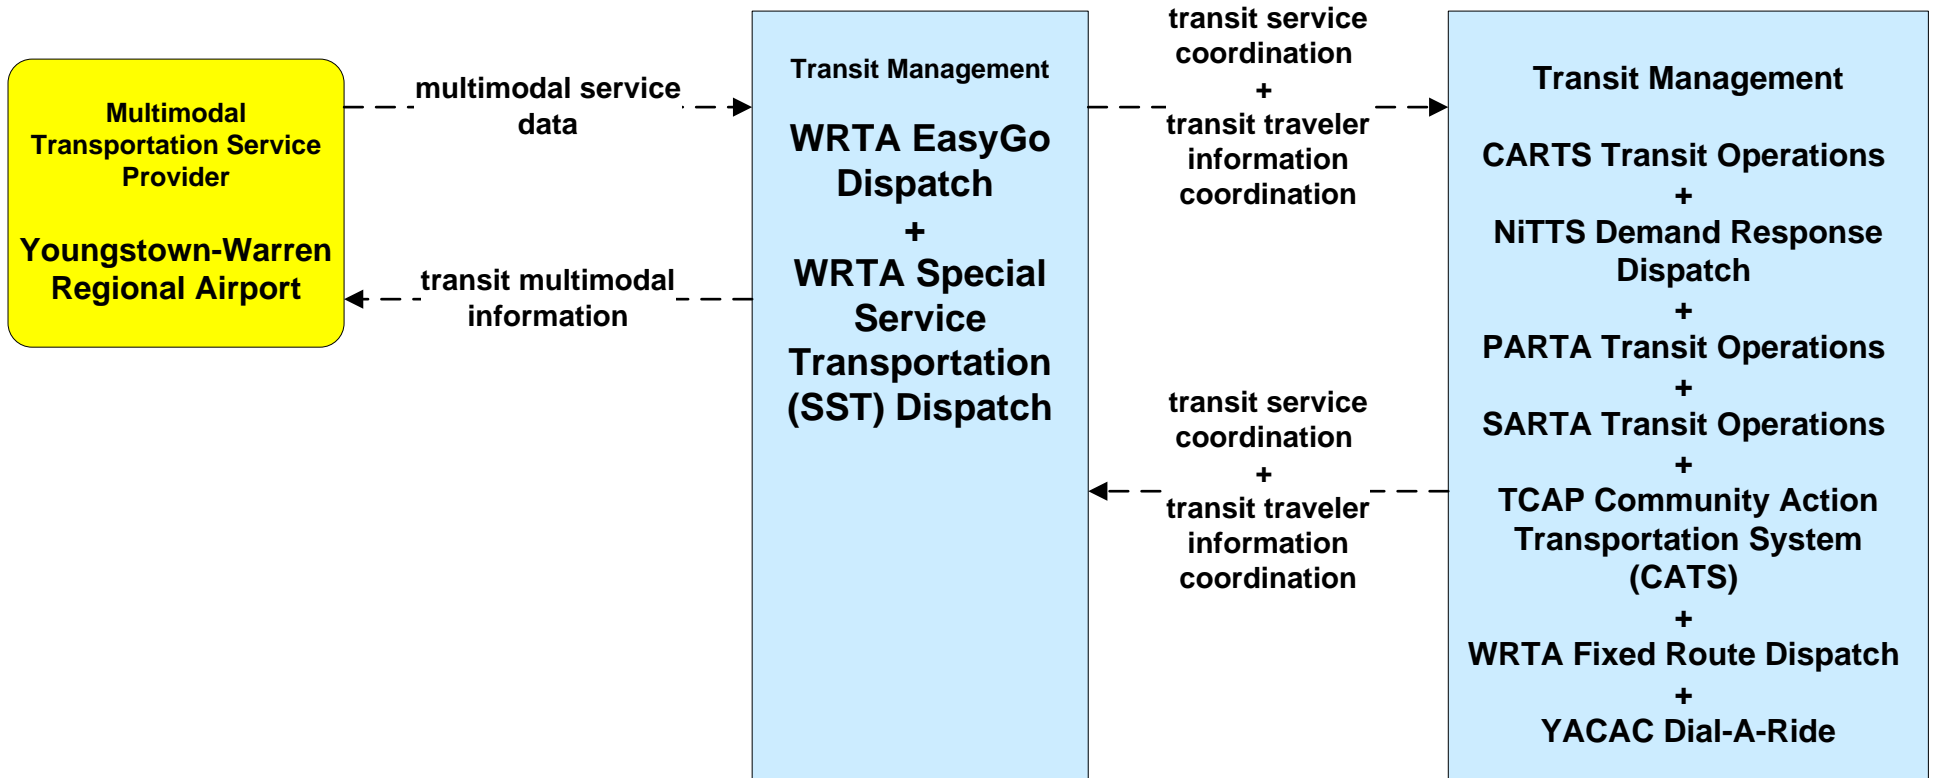 Multimodal
Transportation Service
Provider
Youngstown-Warren
Regional Airport
multimodal service
data
transit multimodal
information
Transit Management
WRTA EasyGo
Dispatch
+
WRTA Special
Service
Transportation
(SST) Dispatch
transit service
coordination
+
transit traveler
information
coordination
transit service
coordination
+
transit traveler
information
coordination
Transit Management
CARTS Transit Operations
+
NiTTS Demand Response
Dispatch
+
PARTA Transit Operations
+
SARTA Transit Operations
+
TCAP Community Action
Transportation System
(CATS)
+
WRTA Fixed Route Dispatch
+
YACAC Dial-A-Ride